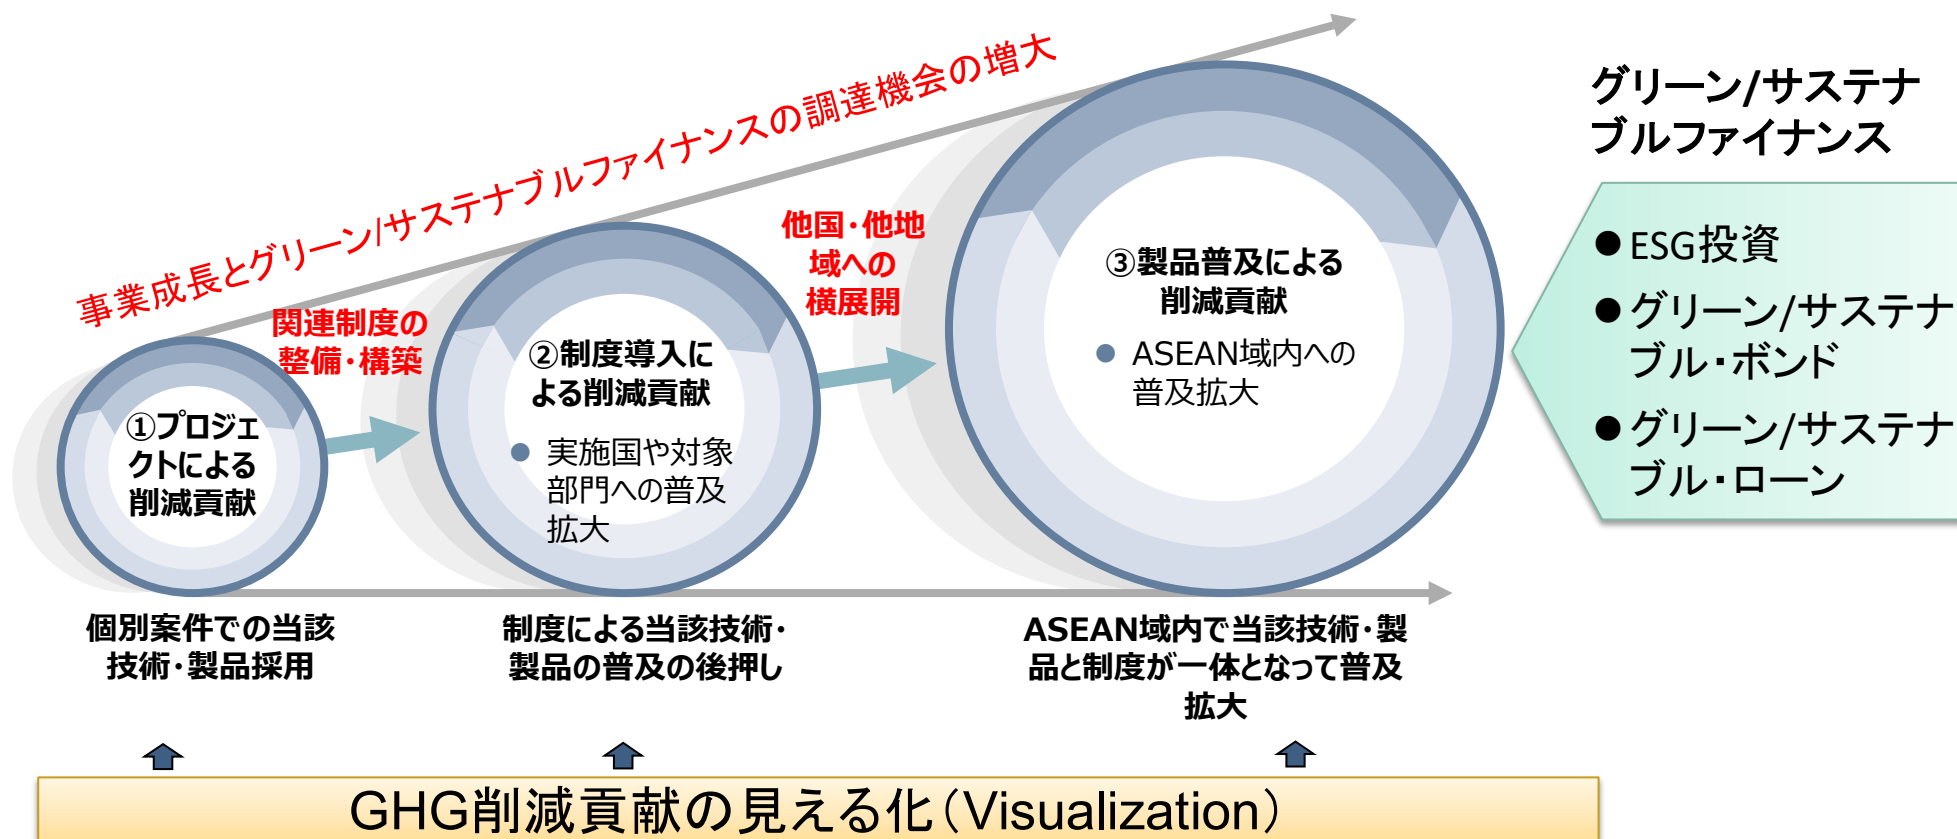 事業成長とグリーン/サステナブルファイナンスの調達機会の増大
関連制度の
整備・構築
他国・他地
域への
横展開
①プロジェ
クトによる
削減貢献
②制度導入に
よる削減貢献
● 実施国や対象
部門への普及
拡大
③製品普及による
削減貢献
● ASEAN域内への
普及拡大
個別案件での当該
技術・製品採用
制度による当該技術・
製品の普及の後押し
ASEAN域内で当該技術・製
品と制度が一体となって普及
拡大
グリーン/サステナ
ブルファイナンス
● ESG投資
● グリーン/サステナ
ブル・ボンド
● グリーン/サステナ
ブル・ローン
GHG削減貢献の見える化（Visualization）